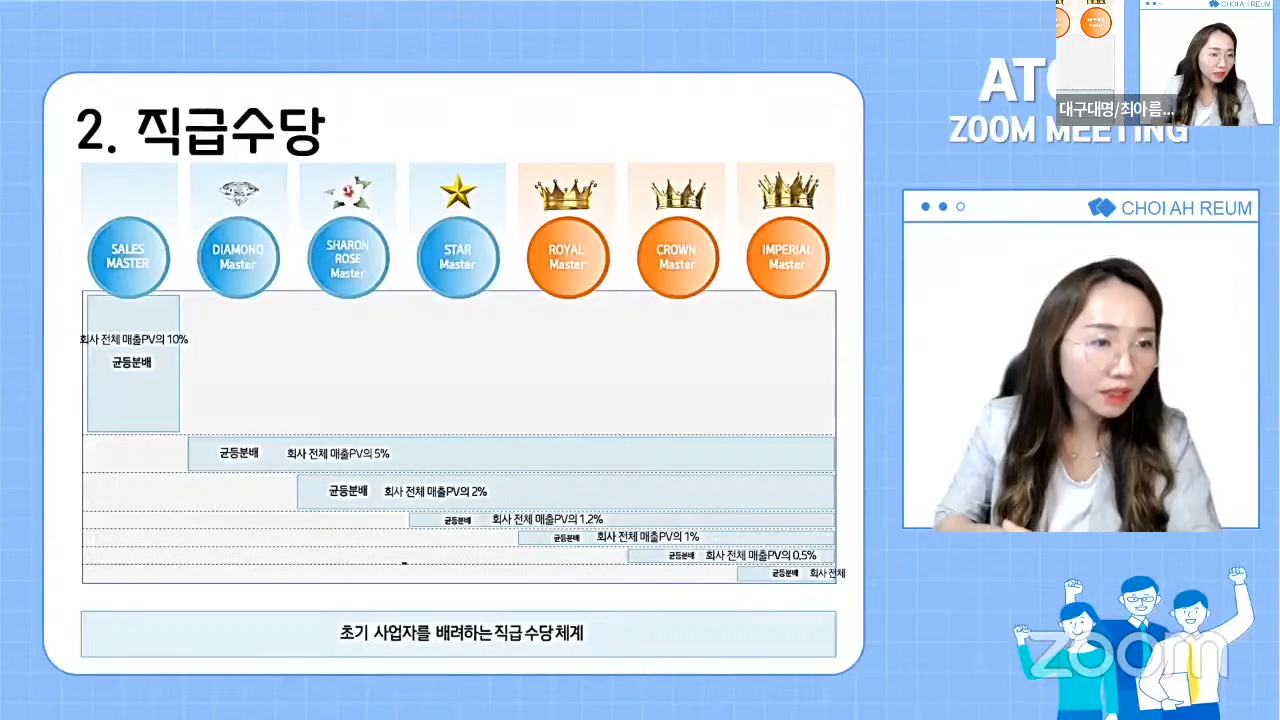 2. 직급수당
SALES
MASTER
DIAMOND
Master
SHARON
ROSE
Master
STAR
Master
ROYAL
Master
CROWN
Master
IMPERIAL
Master
회사 전체 매출PV의 10%
균등분배
균등분배 회사 전체 매출PV의 5%
균등분배 회사 전체 매출PV의 2%
균등분배 회사 전체 매출PV의 1.2%
균등분배 회사 전체 매출PV의 1%
균등분배 회사 전체 매출PV의 0.5%
균등분배 회사 전체
초기 사업자를 배려하는 직급 수당 체계
CHOI AH REUM
대구대명/최아름...
ZOOM MEETING
CHOI AH REUM
zoom